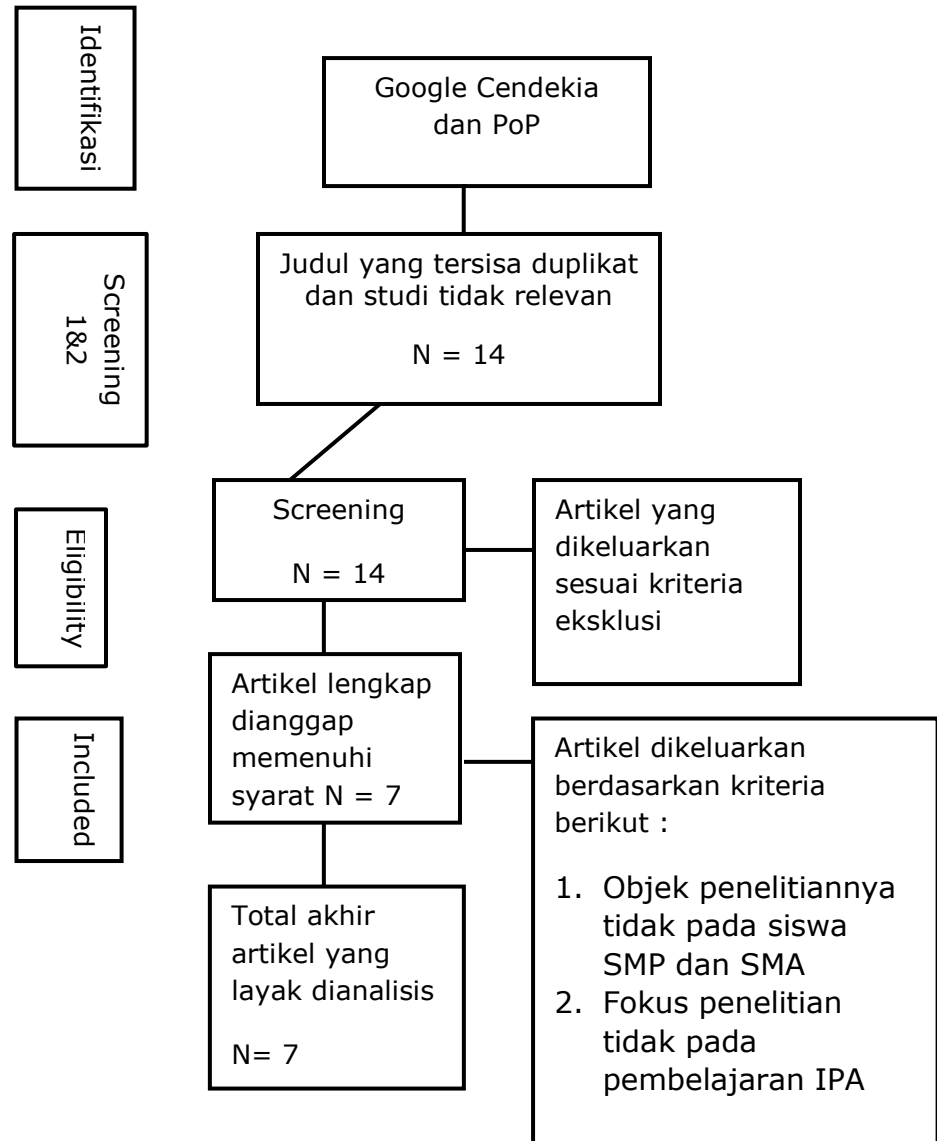 Identifikasi
Google Cendekia
dan PoP
Screening
1&2
Judul yang tersisa duplikat
dan studi tidak relevan
N = 14
Eligibility
Screening
N = 14
Artikel yang
dikeluarkan
sesuai kriteria
eksklusi
Included
Artikel lengkap
dianggap
memenuhi
syarat N = 7
Artikel dikeluarkan
berdasarkan kriteria
berikut :
1. Objek penelitiannya
tidak pada siswa
SMP dan SMA
2. Fokus penelitian
tidak pada
pembelajaran IPA
Total akhir
artikel yang
layak dianalisis
N= 7